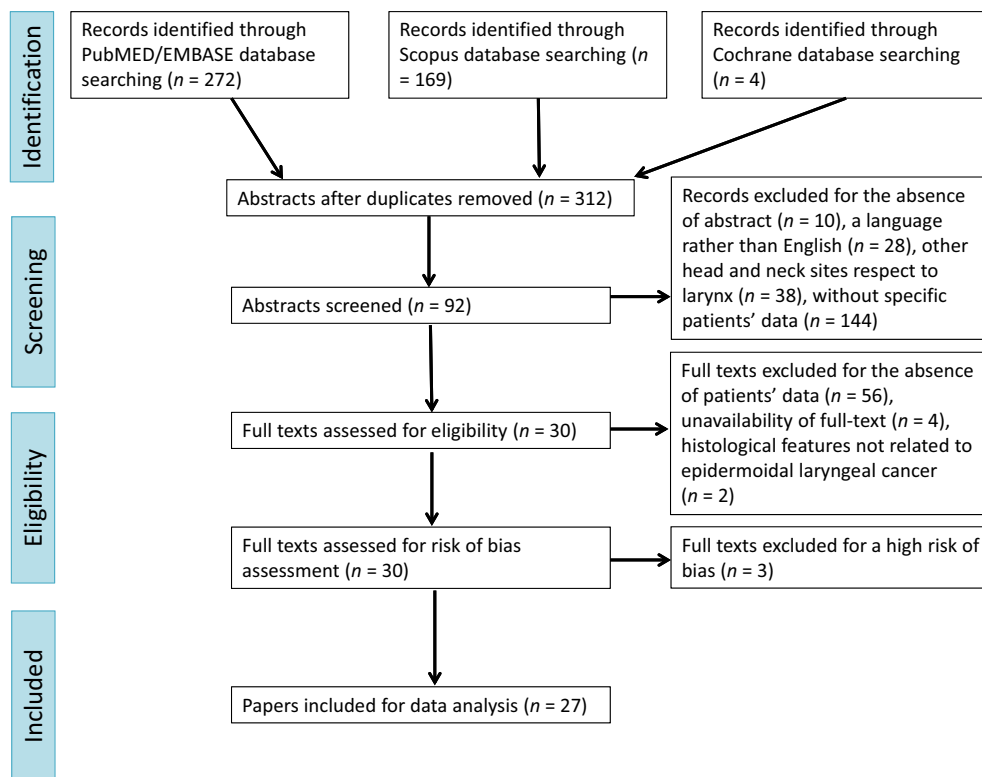 Identification
Records identified through
PubMED/EMBASE database
searching (n = 272)
Records identified through
Scopus database searching (n
= 169)
Records identified through
Cochrane database searching
(n = 4)
Abstracts after duplicates removed (n = 312)
Screening
Records excluded for the absence
of abstract (n = 10), a language
rather than English (n = 28), other
head and neck sites respect to
larynx (n = 38), without specific
patients’ data (n = 144)
Abstracts screened (n = 92)
Eligibility
Full texts excluded for the absence
of patients’ data (n = 56),
unavailability of full-text (n = 4),
histological features not related to
epidermoidal laryngeal cancer
(n = 2)
Full texts assessed for eligibility (n = 30)
Full texts assessed for risk of bias
assessment (n = 30)
Full texts excluded for a high risk of
bias (n = 3)
Included
Papers included for data analysis (n = 27)